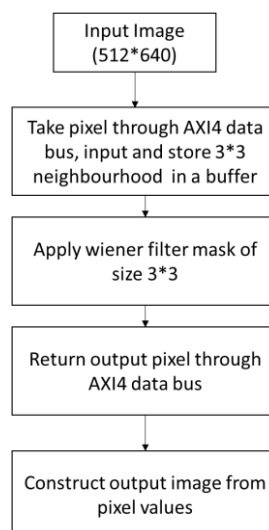 Input Image
(512*640)
Take pixel through AXI4 data
bus, input and store 3*3
neighbourhood in a buffer
Apply wiener filter mask of
size 3*3
Return output pixel through
AXI4 data bus
Construct output image from
pixel values